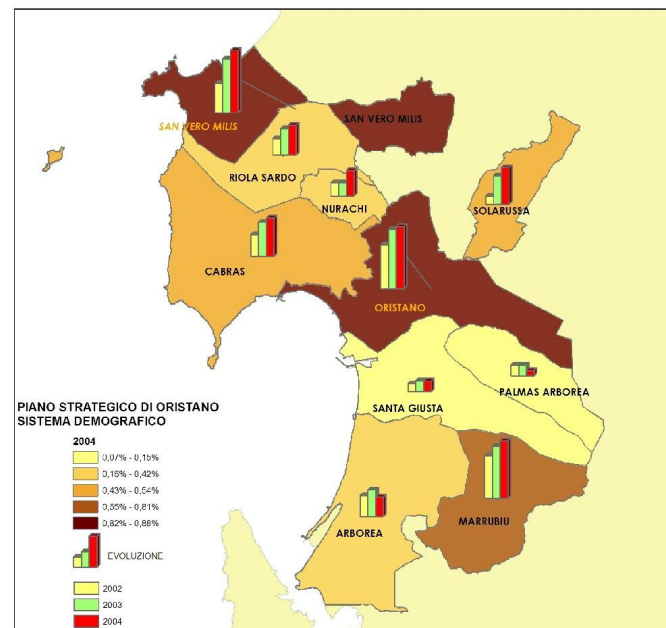 SAN VERO MILIS
SAN VERO MILIS
RIOLA SARDO
NURACHI
SOLARUSSA
CABRAS
ORISTANO
PALMAS ARBOREA
SANTA GIUSTA
PIANO STRATEGICO DI ORISTANO
SISTEMA DEMOGRAFICO
2004
0,07% - 0,15%
0,16% - 0,42%
0,43% - 0,54%
0,55% - 0,81%
0,82% - 0,88%
MARRUBIU
ARBOREA
EVOLUZIONE
2002
2003
2004